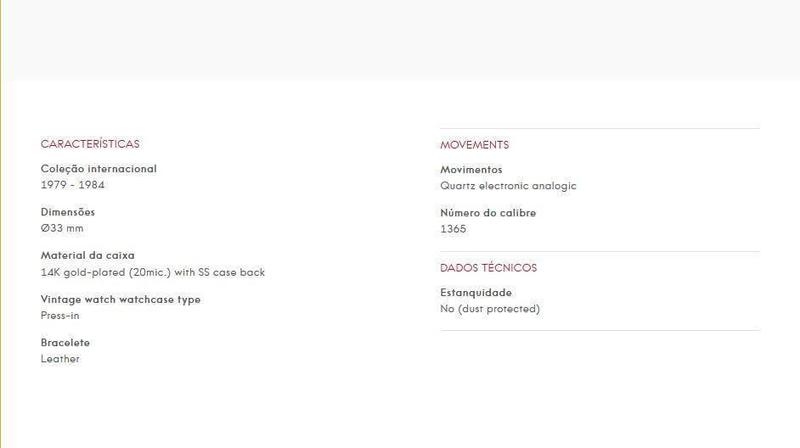 CARACTERÍSTICAS
Coleção internacional
1979 - 1984
Dimensões
Ø33 mm
Material da caixa
14K gold-plated (20mic.) with SS case back
Vintage watch watchcase type
Press-in
Bracelete
Leather
MOVEMENTS
Movimentos
Quartz electronic analogic
Número do calibre
1365
DADOS TÉCNICOS
Estanquidade
No (dust protected)